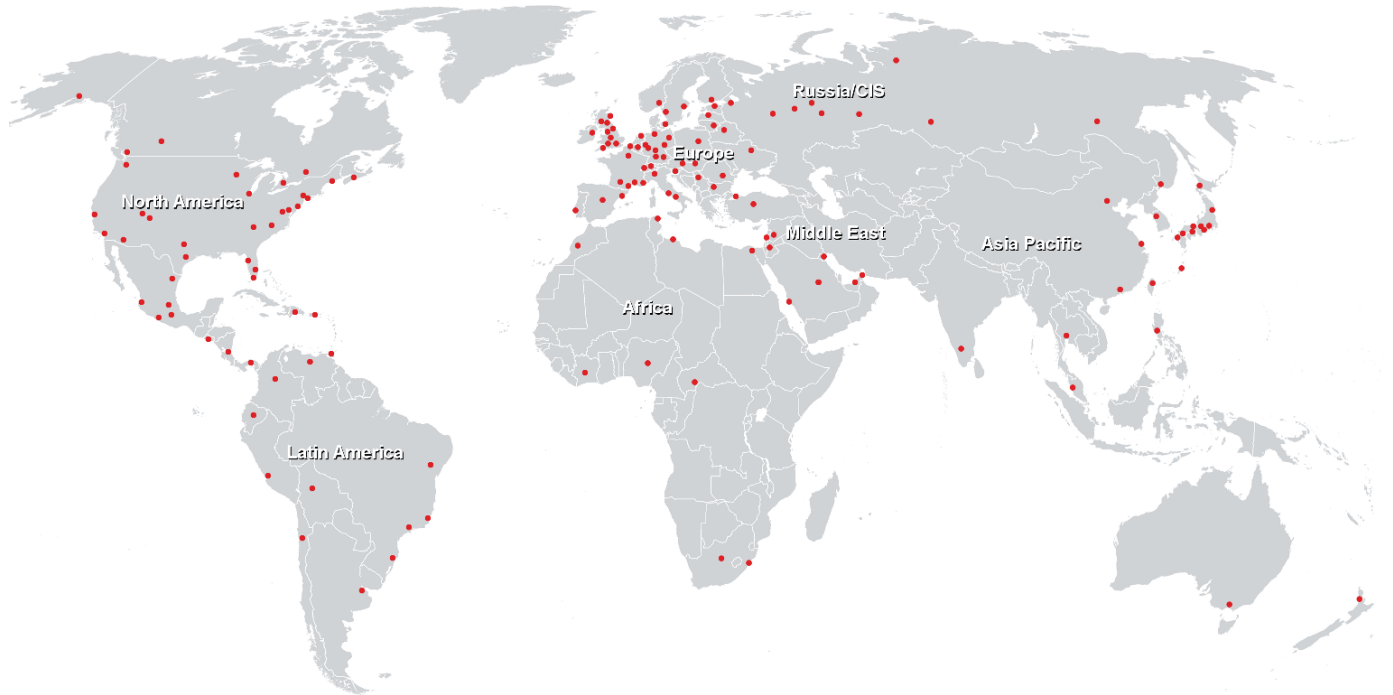 Russia/CIS
Europe
North America
Middle East
Asia Pacific
Africa
Latin America